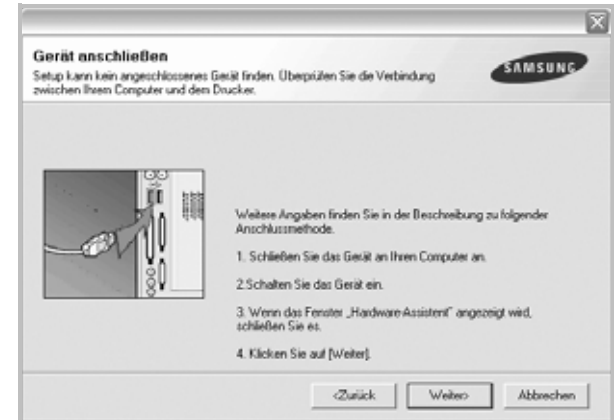 Gerät anschließen
Setup kann kein angeschlossenes Gerät finden. Überprüfen Sie die Verbindung
zwischen Ihrem Computer und dem Drucker.
SAMSUNG
Weitere Angaben finden Sie in der Beschreibung zu folgender
Anschlussmethode.
1. Schließen Sie das Gerät an Ihren Computer an.
2.Schalten Sie das Gerät ein.
3. Wenn das Fenster „Hardware-Assistent" angezeigt wird,
schließen Sie es.
4. Klicken Sie auf [Weiter].
<Zurück
Weiter>
Abbrechen